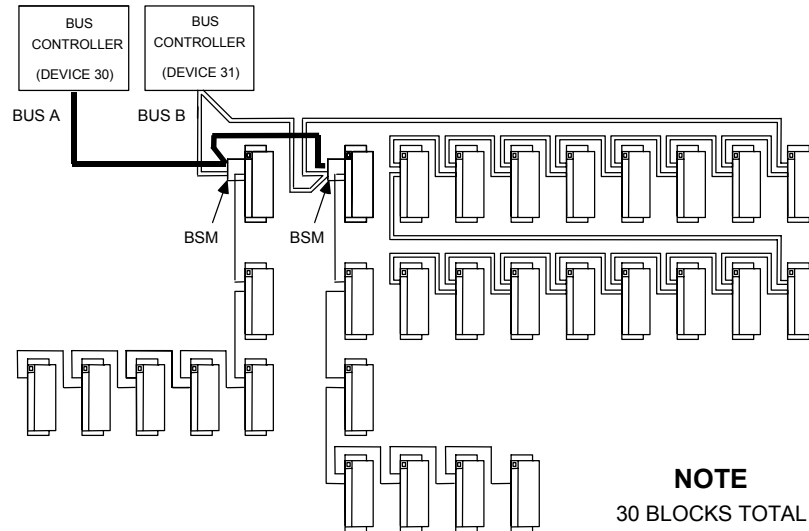 BUS
CONTROLLER
(DEVICE 30)
BUS
CONTROLLER
(DEVICE 31)
BUS A
BUS B
BSM
BSM
NOTE
30 BLOCKS TOTAL